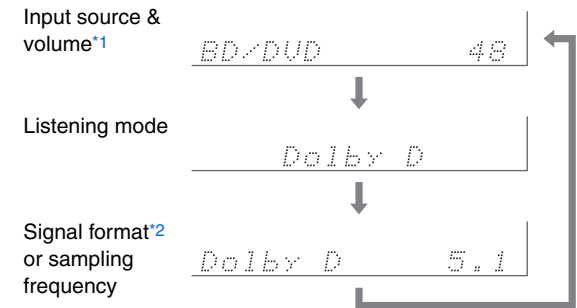 Input source &
volume*1
BD/DVD 48
Listening mode
Dolby D
Signal format*2
or sampling
frequency
Dolby D 5.1